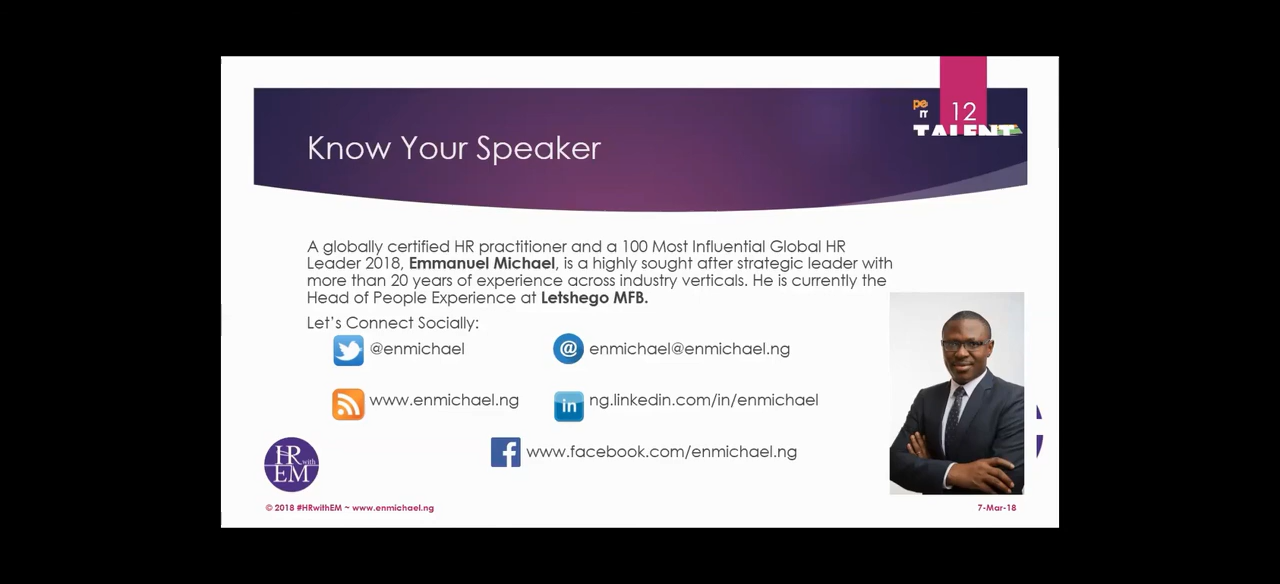 12
pe
IT
TALENT
Know Your Speaker
A globally certified HR practitioner and a 100 Most Influential Global HR
Leader 2018, Emmanuel Michael, is a highly sought after strategic leader with
more than 20 years of experience across industry verticals. He is currently the
Head of People Experience at Letshego MFB.
Let's Connect Socially:
@enmichael
@ enmichael@enmichael.ng
www.enmichael.ng
in ng.linkedin.com/in/enmichael
f www.facebook.com/enmichael.ng
HR
with
EM
© 2018 #HRwithEM ~ www.enmichael.ng
7-Mar-18